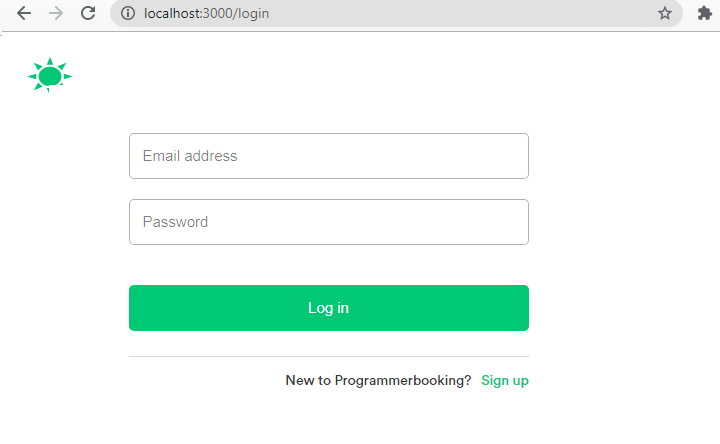 localhost:3000/login
Email address
Password
Log in
New to Programmerbooking? Sign up